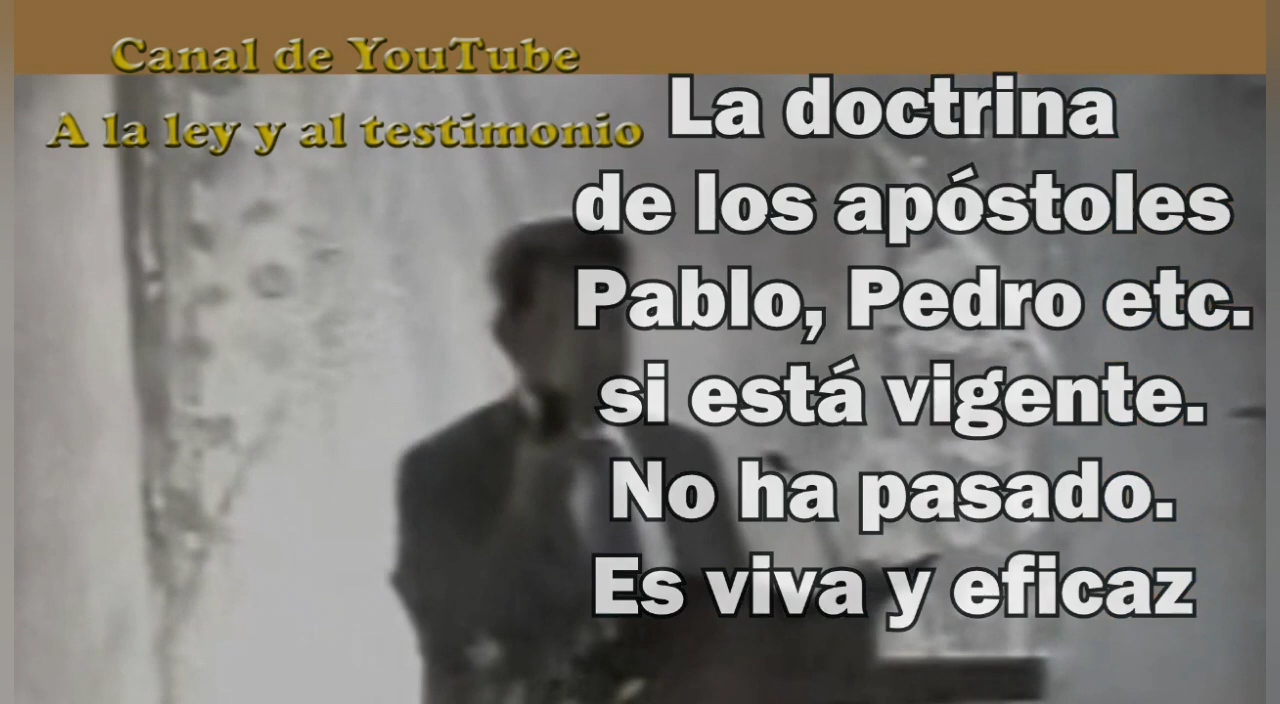 Canal de YouTube
A la ley y al testimonio
La doctrina
de los apóstoles
Pablo, Pedro etc.
si está vigente.
No ha pasado.
Es viva y eficaz